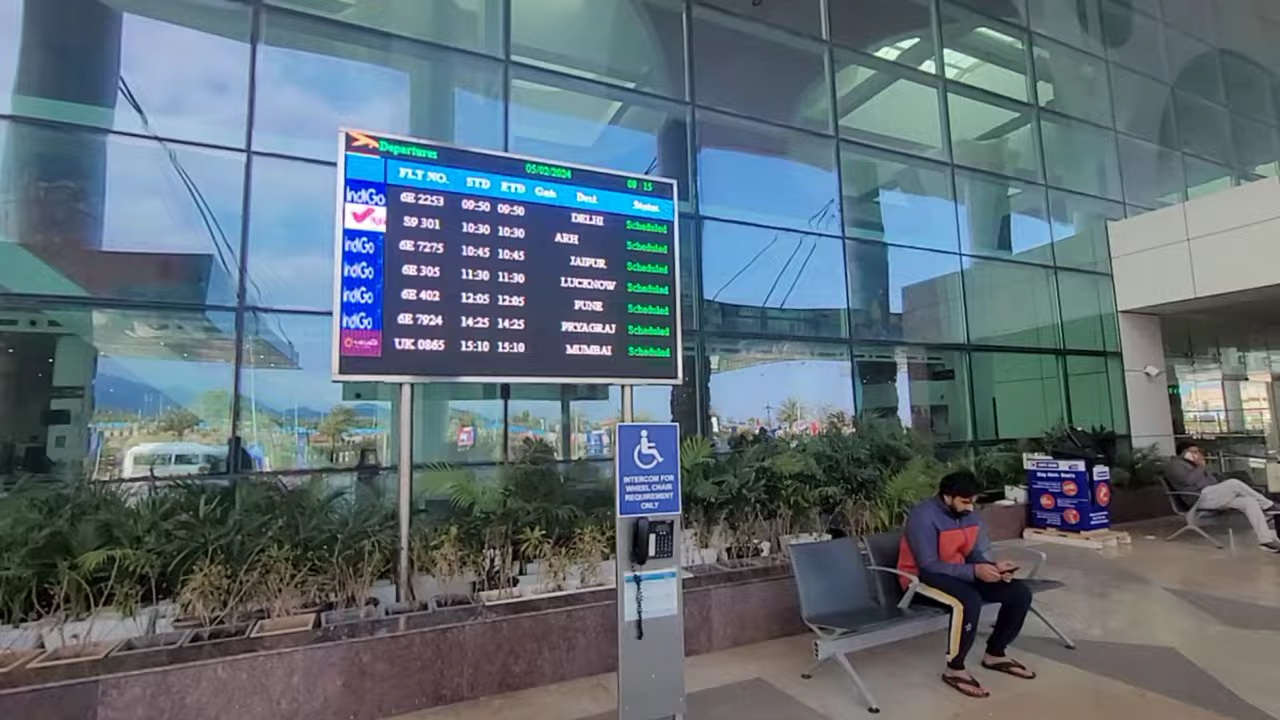 Departures 05/02/2024 09:15
FLY NO. STD ETD Gate Dest Status
IndiGo 6E 2253 09:50 09:50 DELHI Scheduled
S9 301 10:30 10:30 ARH Scheduled
IndiGo 6E 7275 10:45 10:45 JAIPUR Scheduled
IndiGo 6E 305 11:30 11:30 LUCKNOW Scheduled
IndiGo 6E 402 12:05 12:05 PUNE Scheduled
IndiGo 6E 7924 14:25 14:25 PRYAGRAJ Scheduled
UK 0865 15:10 15:10 MUMBAI Scheduled
INTERCOM FOR
WHEEL CHAIR
REQUIREMENT
ONLY